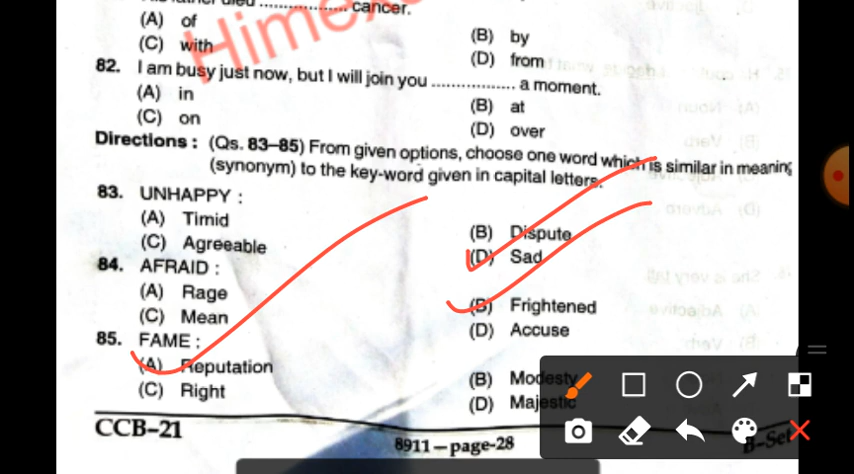 died ................. cancer.
(A) of
(B) by
(C) with
(D) from
82. I am busy just now, but I will join you ................. a moment.
(A) in
(B) at
(C) on
(D) over
Directions : (Qs. 83–85) From given options, choose one word which is similar in meaning
(synonym) to the key-word given in capital letters.
83. UNHAPPY :
(A) Timid
(B) Dispute
(C) Agreeable
(D) Sad
84. AFRAID :
(A) Rage
(B) Frightened
(C) Mean
(D) Accuse
85. FAME :
(A) Reputation
(B) Modesty
(C) Right
(D) Majestic
CCB–21
8911–page-28
B-Set